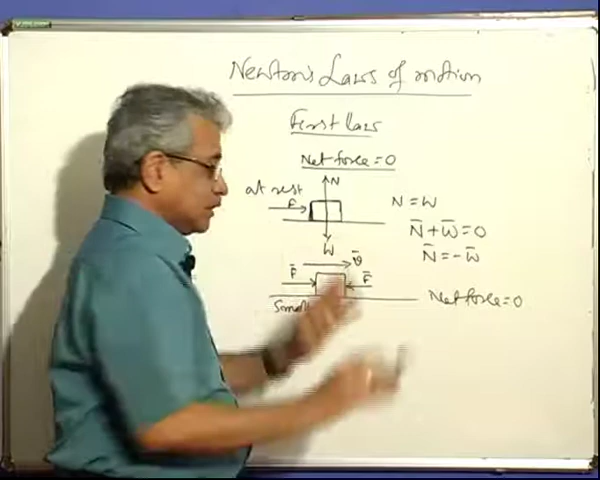 Newton's Laws of motion
First law
Net force = 0
at rest
N
F
N = W
N̄ + W̄ = 0
W
N̄ = -W̄
v̄
F̄
F̄
Net force = 0